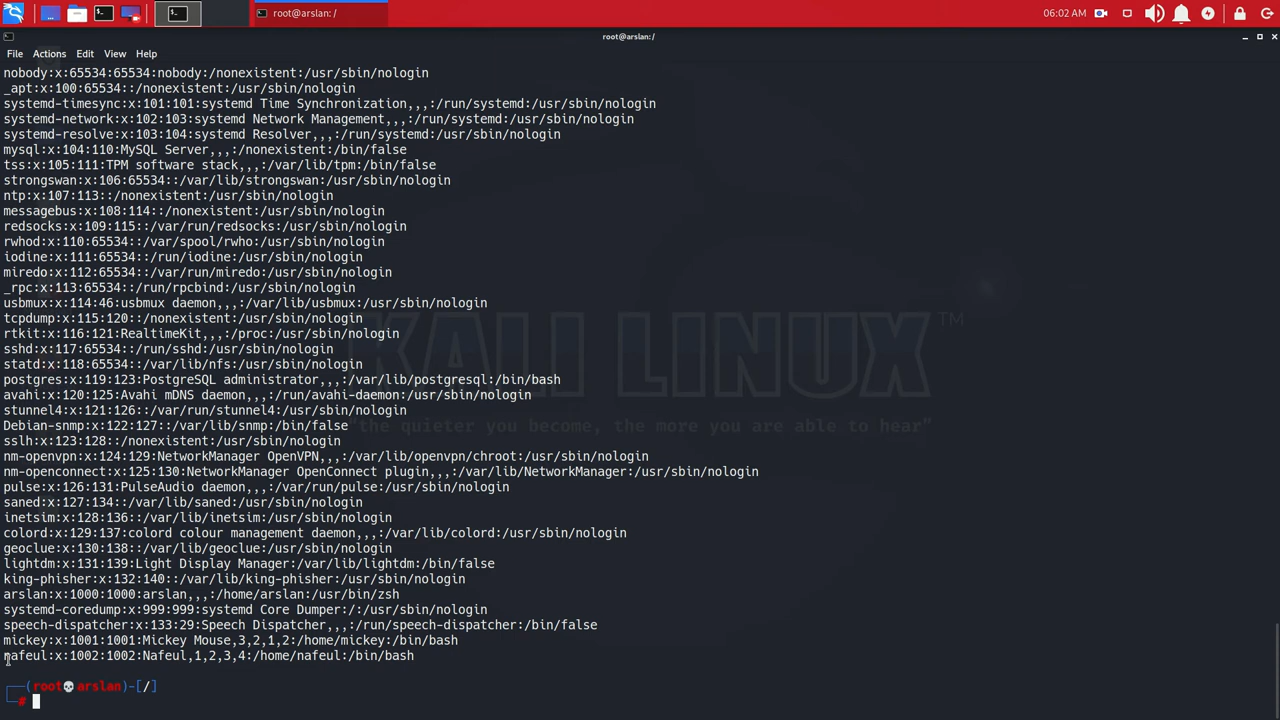 root@arslan: /
06:02 AM
root@arslan:/
File Actions Edit View Help
nobody:x:65534:65534:nobody:/nonexistent:/usr/sbin/nologin
_apt:x:100:65534::/nonexistent:/usr/sbin/nologin
systemd-timesync:x:101:101:systemd Time Synchronization,,,:/run/systemd:/usr/sbin/nologin
systemd-network:x:102:103:systemd Network Management,,,:/run/systemd:/usr/sbin/nologin
systemd-resolve:x:103:104:systemd Resolver,,,:/run/systemd:/usr/sbin/nologin
mysql:x:104:110:MySQL Server,,,:/nonexistent:/bin/false
tss:x:105:111:TPM software stack,,,:/var/lib/tpm:/bin/false
strongswan:x:106:65534::/var/lib/strongswan:/usr/sbin/nologin
ntp:x:107:113::/nonexistent:/usr/sbin/nologin
messagebus:x:108:114::/nonexistent:/usr/sbin/nologin
redsocks:x:109:115::/var/run/redsocks:/usr/sbin/nologin
rwhod:x:110:65534::/var/spool/rwho:/usr/sbin/nologin
iodine:x:111:65534::/run/iodine:/usr/sbin/nologin
miredo:x:112:65534::/var/run/miredo:/usr/sbin/nologin
_rpc:x:113:65534::/run/rpcbind:/usr/sbin/nologin
usbmux:x:114:46:usbmux daemon,,,:/var/lib/usbmux:/usr/sbin/nologin
tcpdump:x:115:120::/nonexistent:/usr/sbin/nologin
rtkit:x:116:121:RealtimeKit,,,:/proc:/usr/sbin/nologin
sshd:x:117:65534::/run/sshd:/usr/sbin/nologin
statd:x:118:65534::/var/lib/nfs:/usr/sbin/nologin
postgres:x:119:123:PostgreSQL administrator,,,:/var/lib/postgresql:/bin/bash
avahi:x:120:125:Avahi mDNS daemon,,,:/run/avahi-daemon:/usr/sbin/nologin
stunnel4:x:121:126::/var/run/stunnel4:/usr/sbin/nologin
Debian-snmp:x:122:127::/var/lib/snmp:/bin/false
sslh:x:123:128::/nonexistent:/usr/sbin/nologin
nm-openvpn:x:124:129:NetworkManager OpenVPN,,,:/var/lib/openvpn/chroot:/usr/sbin/nologin
nm-openconnect:x:125:130:NetworkManager OpenConnect plugin,,,:/var/lib/NetworkManager:/usr/sbin/nologin
pulse:x:126:131:PulseAudio daemon,,,:/var/run/pulse:/usr/sbin/nologin
saned:x:127:134::/var/lib/saned:/usr/sbin/nologin
inetsim:x:128:136::/var/lib/inetsim:/usr/sbin/nologin
colord:x:129:137:colord colour management daemon,,,:/var/lib/colord:/usr/sbin/nologin
geoclue:x:130:138::/var/lib/geoclue:/usr/sbin/nologin
lightdm:x:131:139:Light Display Manager:/var/lib/lightdm:/bin/false
king-phisher:x:132:140::/var/lib/king-phisher:/usr/sbin/nologin
arslan:x:1000:1000:arslan,,,:/home/arslan:/usr/bin/zsh
systemd-coredump:x:999:999:systemd Core Dumper:/:/usr/sbin/nologin
speech-dispatcher:x:133:29:Speech Dispatcher,,,:/run/speech-dispatcher:/bin/false
mickey:x:1001:1001:Mickey Mouse,3,2,1,2:/home/mickey:/bin/bash
nafeul:x:1002:1002:Nafeul,1,2,3,4:/home/nafeul:/bin/bash
(root💀arslan)-[/]
#
KALI LINUX™
"the quieter you become, the more you are able to hear"